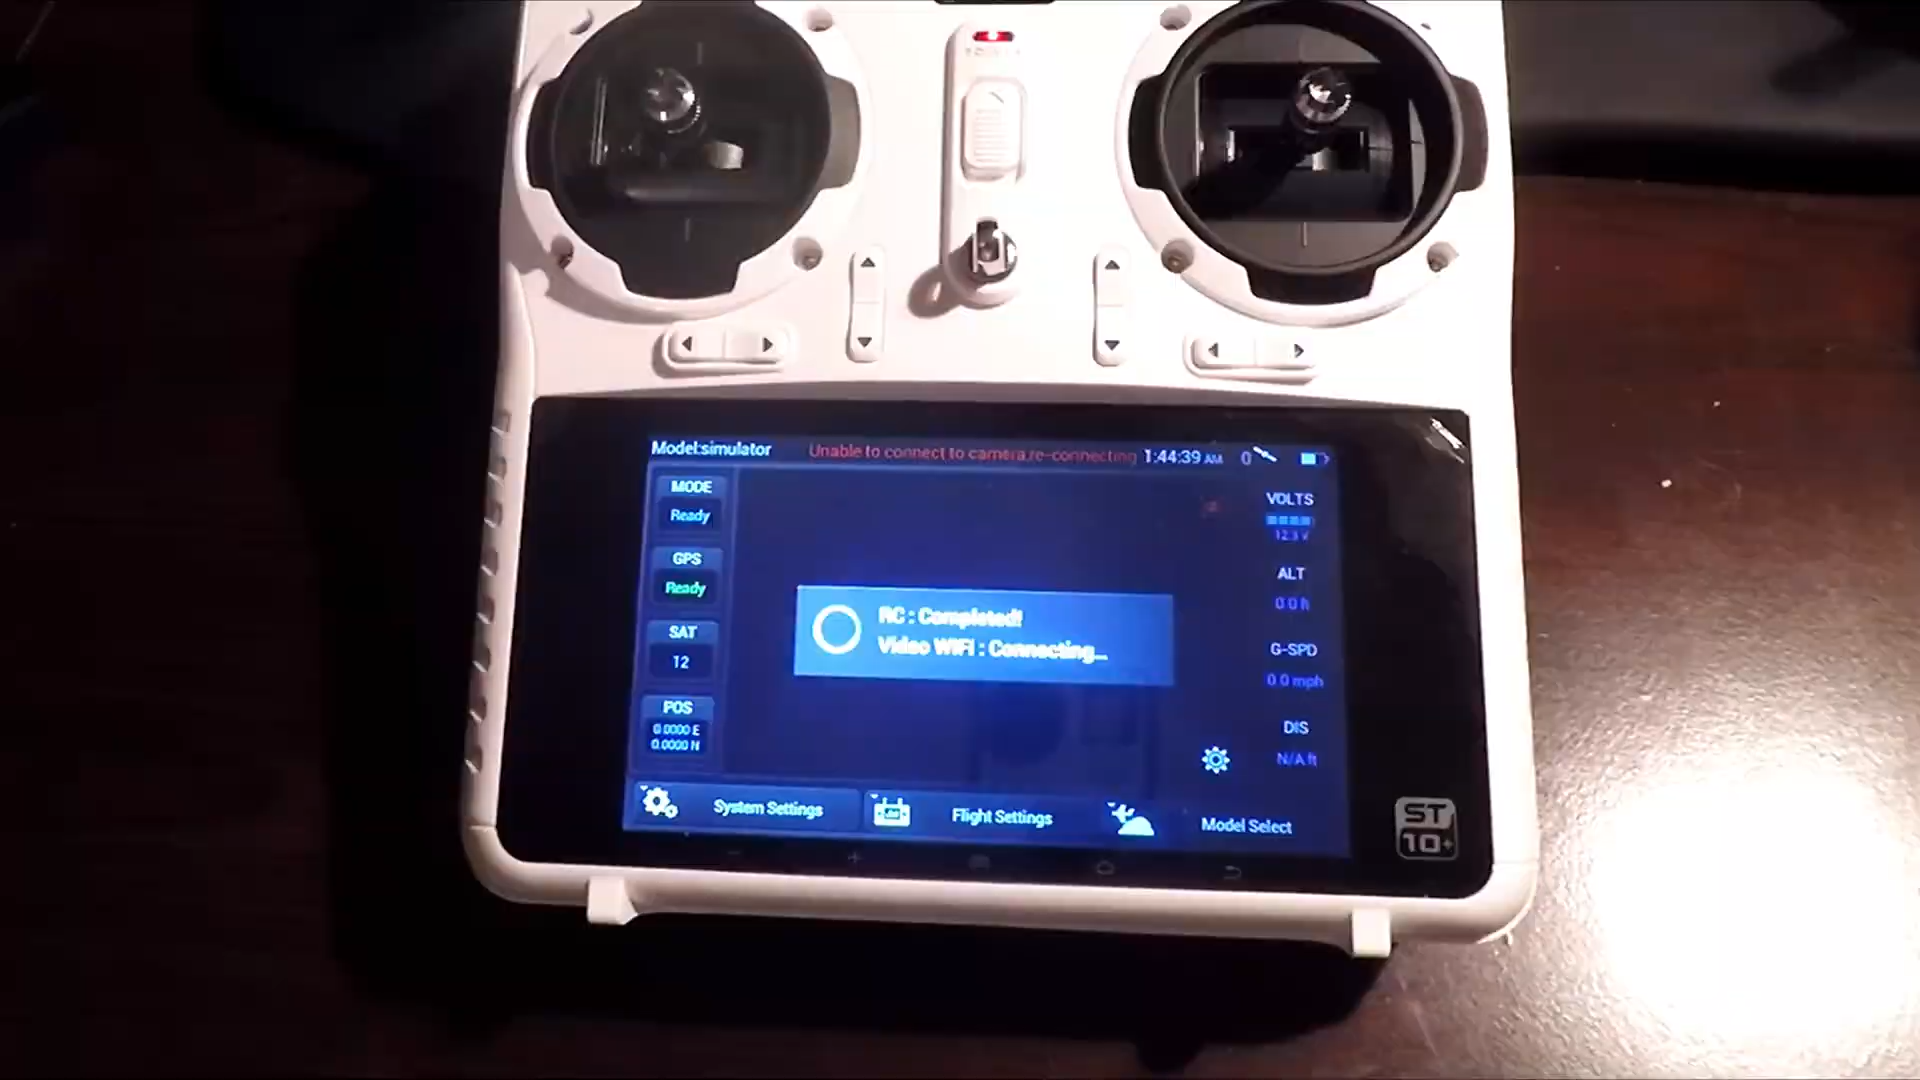 Model:simulator Unable to connect to camera,re-connecting 1:44:39 AM 0
MODE
Ready
GPS
Ready
SAT
12
POS
0.0000 E
0.0000 N
RC : Completed!
Video WIFI : Connecting...
VOLTS
12.3 V
ALT
0.0 ft
G-SPD
0.0 mph
DIS
N/A ft
System Settings
Flight Settings
Model Select
ST
10+